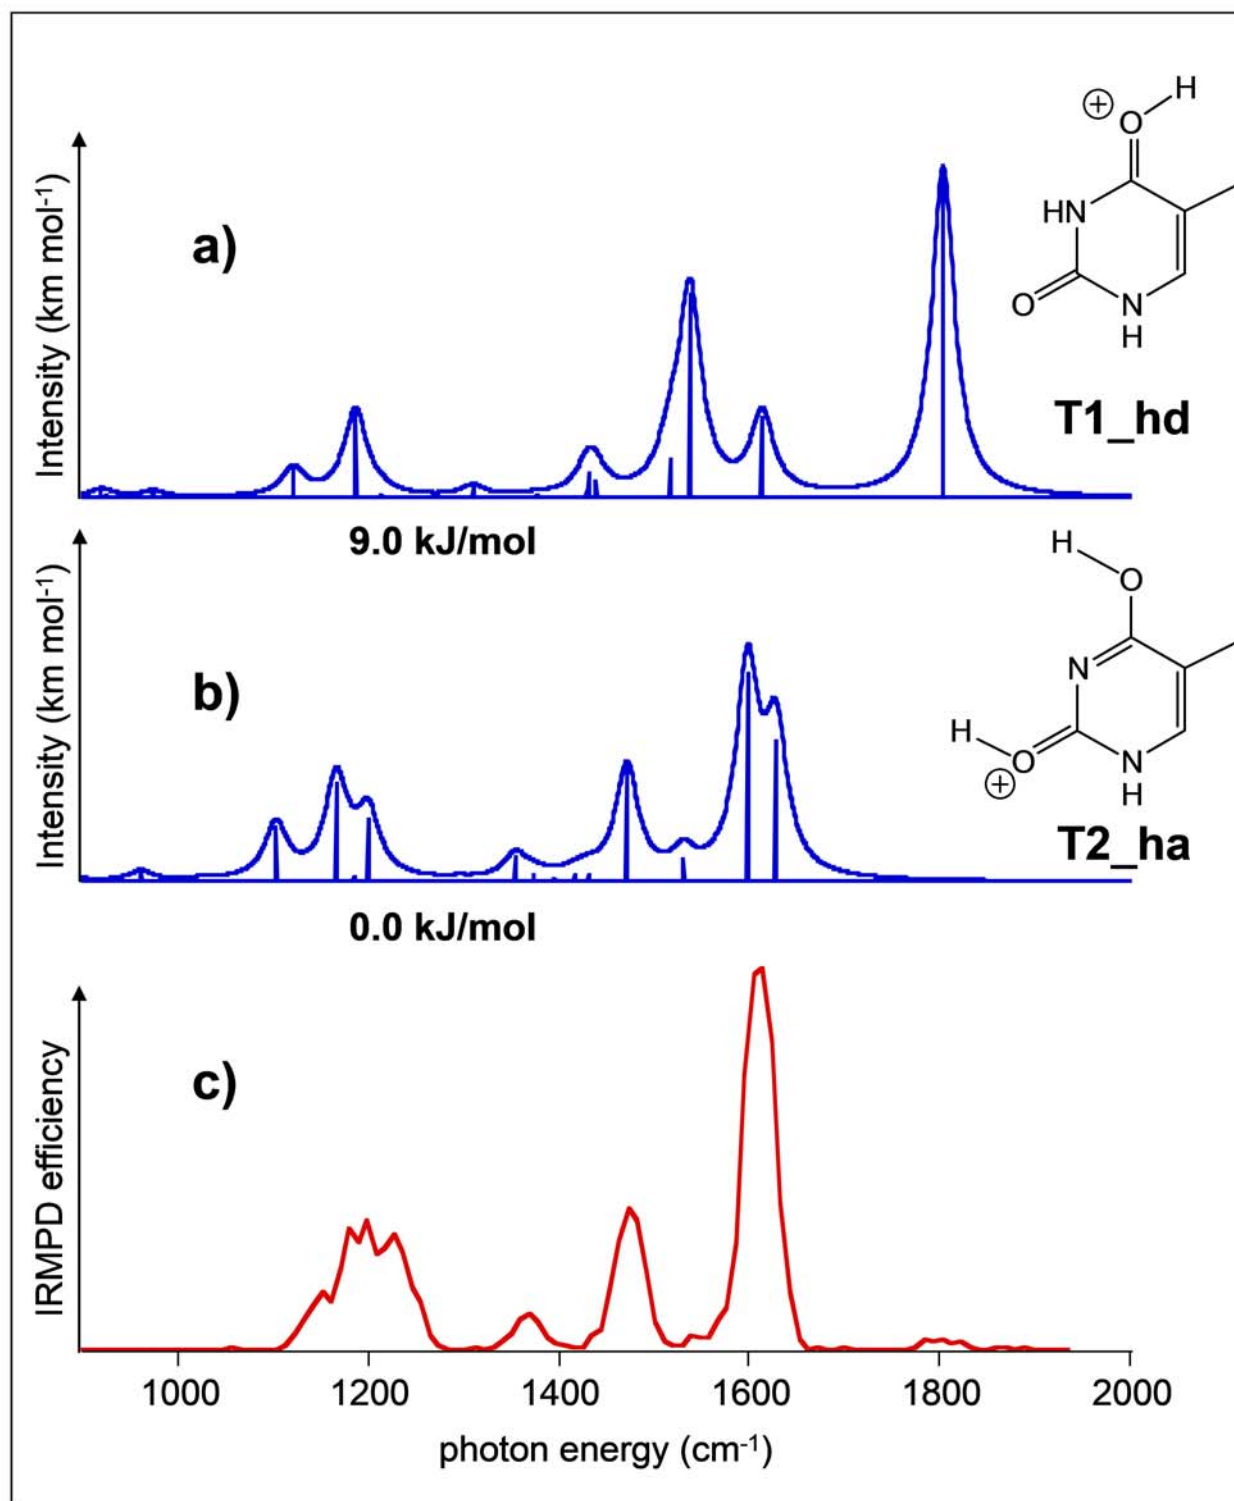 a)
Intensity (km mol⁻¹)
⊕
H
O
HN
O
N
H
T1_hd
9.0 kJ/mol
b)
Intensity (km mol⁻¹)
H
O
N
H
O
⊕
N
H
T2_ha
0.0 kJ/mol
c)
IRMPD efficiency
1000 1200 1400 1600 1800 2000
photon energy (cm⁻¹)